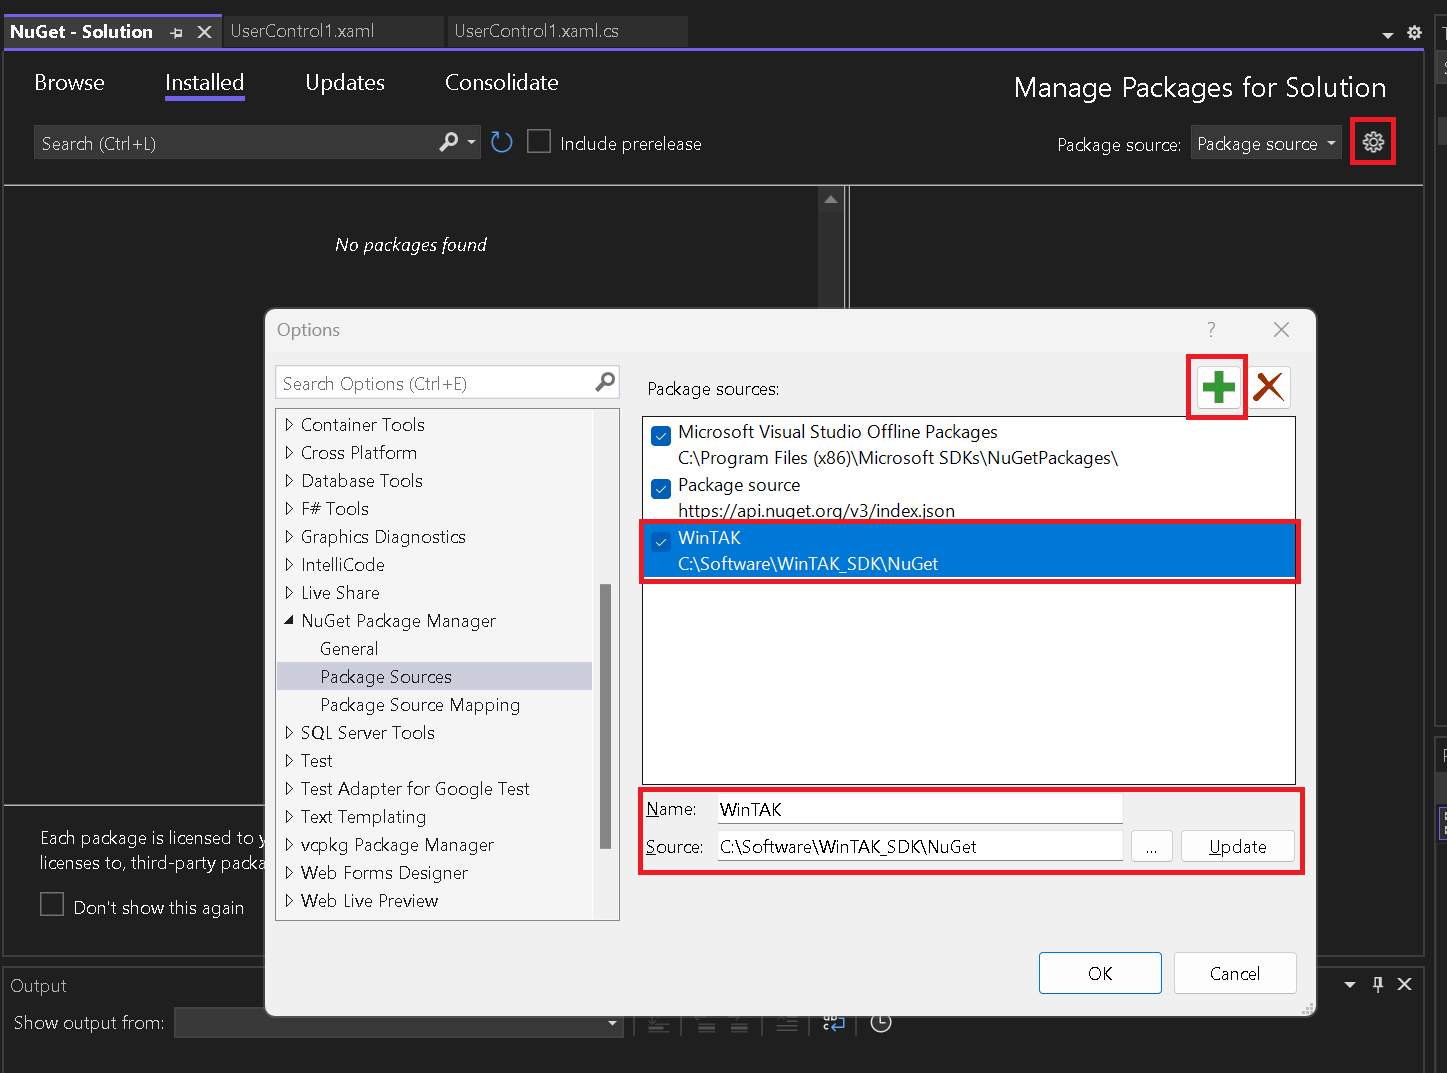 NuGet - Solution
UserControl1.xaml
UserControl1.xaml.cs
Browse
Installed
Updates
Consolidate
Manage Packages for Solution
Search (Ctrl+L)
Include prerelease
Package source:
Package source
No packages found
Options
?
Search Options (Ctrl+E)
Container Tools
Cross Platform
Database Tools
F# Tools
Graphics Diagnostics
IntelliCode
Live Share
NuGet Package Manager
General
Package Sources
Package Source Mapping
SQL Server Tools
Test
Test Adapter for Google Test
Text Templating
vcpkg Package Manager
Web Forms Designer
Web Live Preview
Package sources:
Microsoft Visual Studio Offline Packages
C:\Program Files (x86)\Microsoft SDKs\NuGetPackages\
Package source
https://api.nuget.org/v3/index.json
WinTAK
C:\Software\WinTAK_SDK\NuGet
Name:
WinTAK
Source:
C:\Software\WinTAK_SDK\NuGet
...
Update
OK
Cancel
Each package is licensed to y
licenses to, third-party packa
Don't show this again
Output
Show output from: